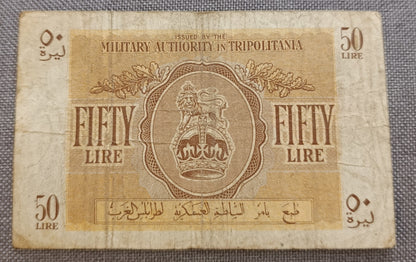 ISSUED BY THE
MILITARY AUTHORITY IN TRIPOLITANIA
٥٠
ليرة
50
LIRE
FIFTY
LIRE
FIFTY
LIRE
50
LIRE
طبع بأمر السلطة العسكرية لطرابلس الغرب
٥٠
ليرة